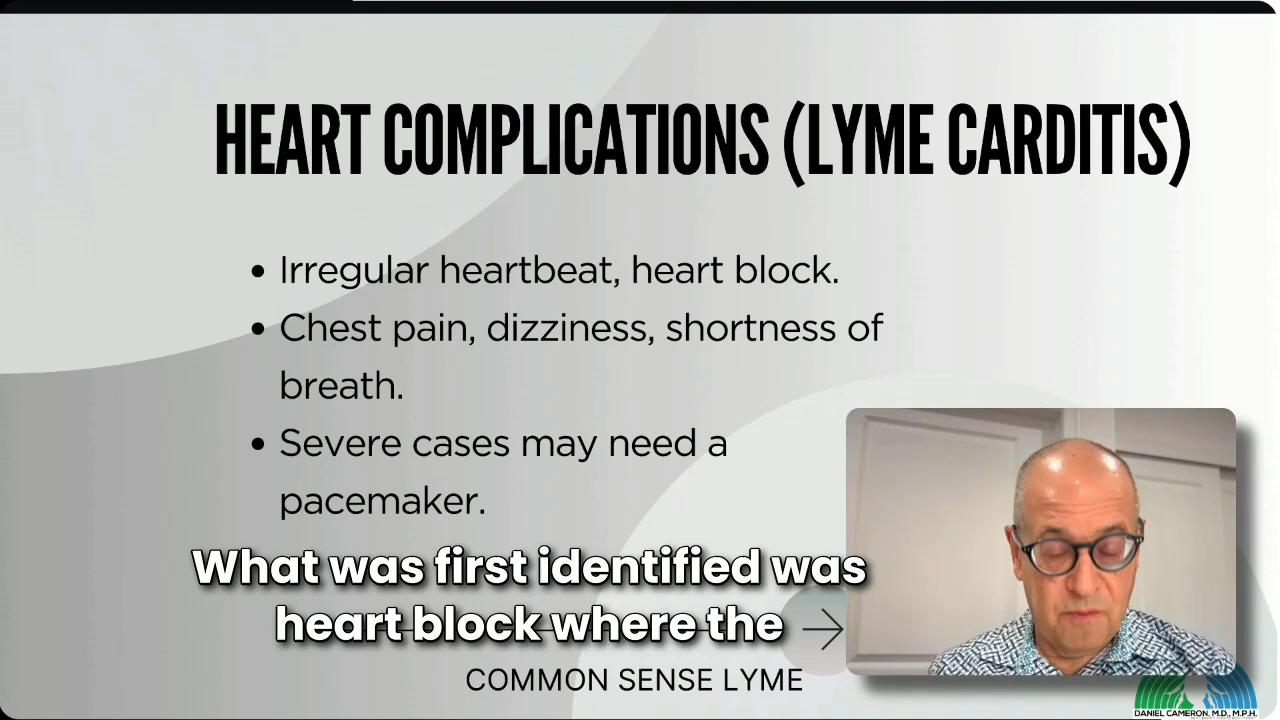 HEART COMPLICATIONS (LYME CARDITIS)
• Irregular heartbeat, heart block.
• Chest pain, dizziness, shortness of
breath.
• Severe cases may need a
pacemaker.
What was first identified was
heart block where the
COMMON SENSE LYME
DANIEL CAMERON, M.D., M.P.H.